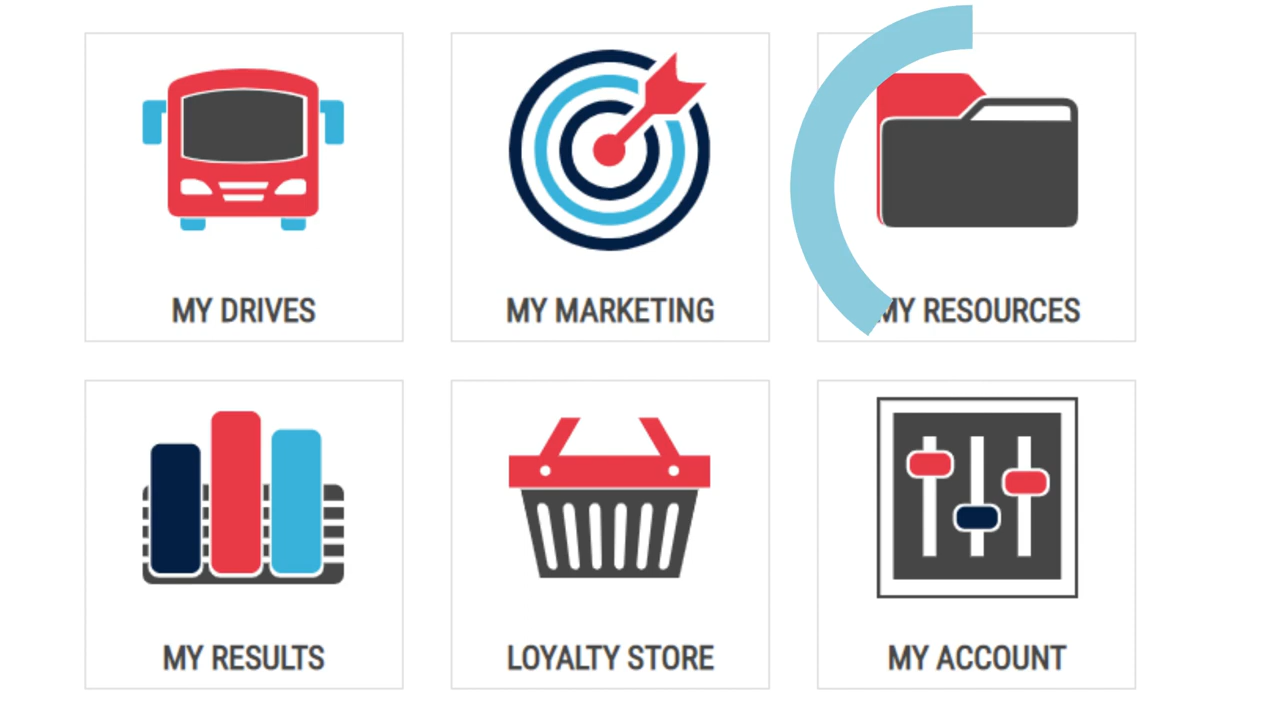 MY DRIVES
MY MARKETING
MY RESOURCES
MY RESULTS
LOYALTY STORE
MY ACCOUNT